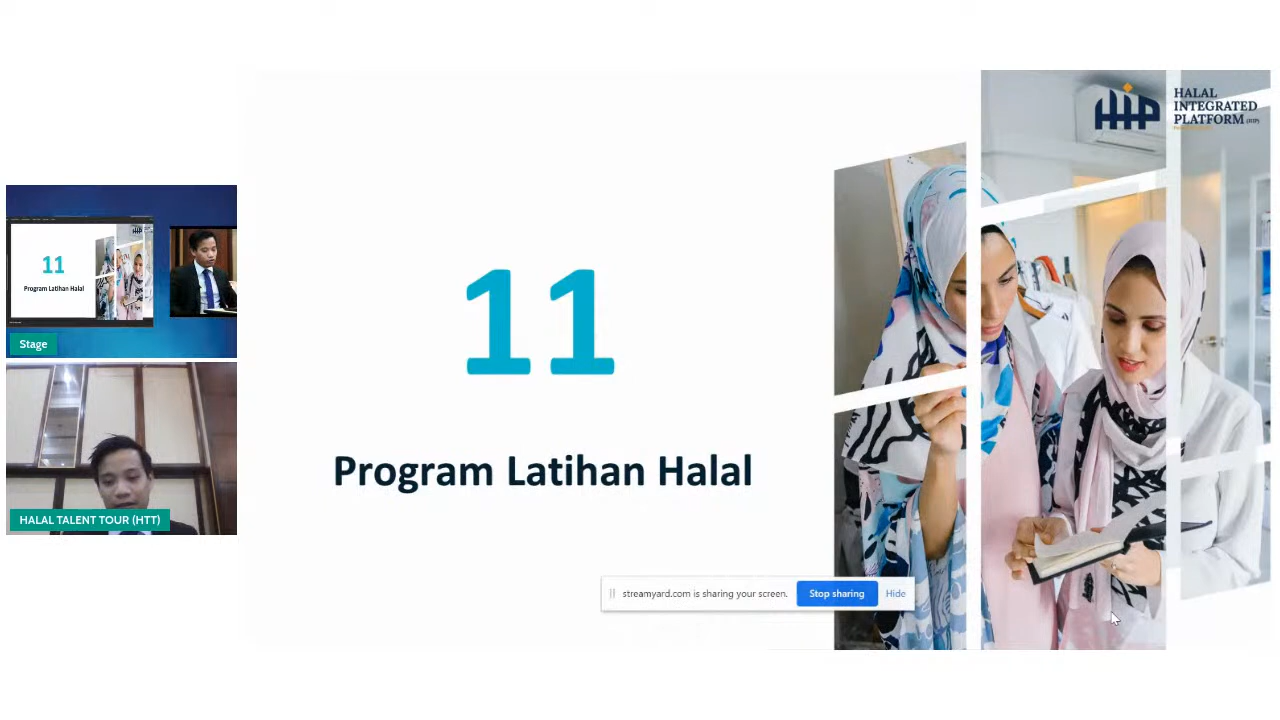 HALAL
INTEGRATED
PLATFORM (HIP)
11
Program Latihan Halal
streamyard.com is sharing your screen.
Stop sharing
Hide
11
Program Latihan Halal
Stage
HALAL TALENT TOUR (HTT)